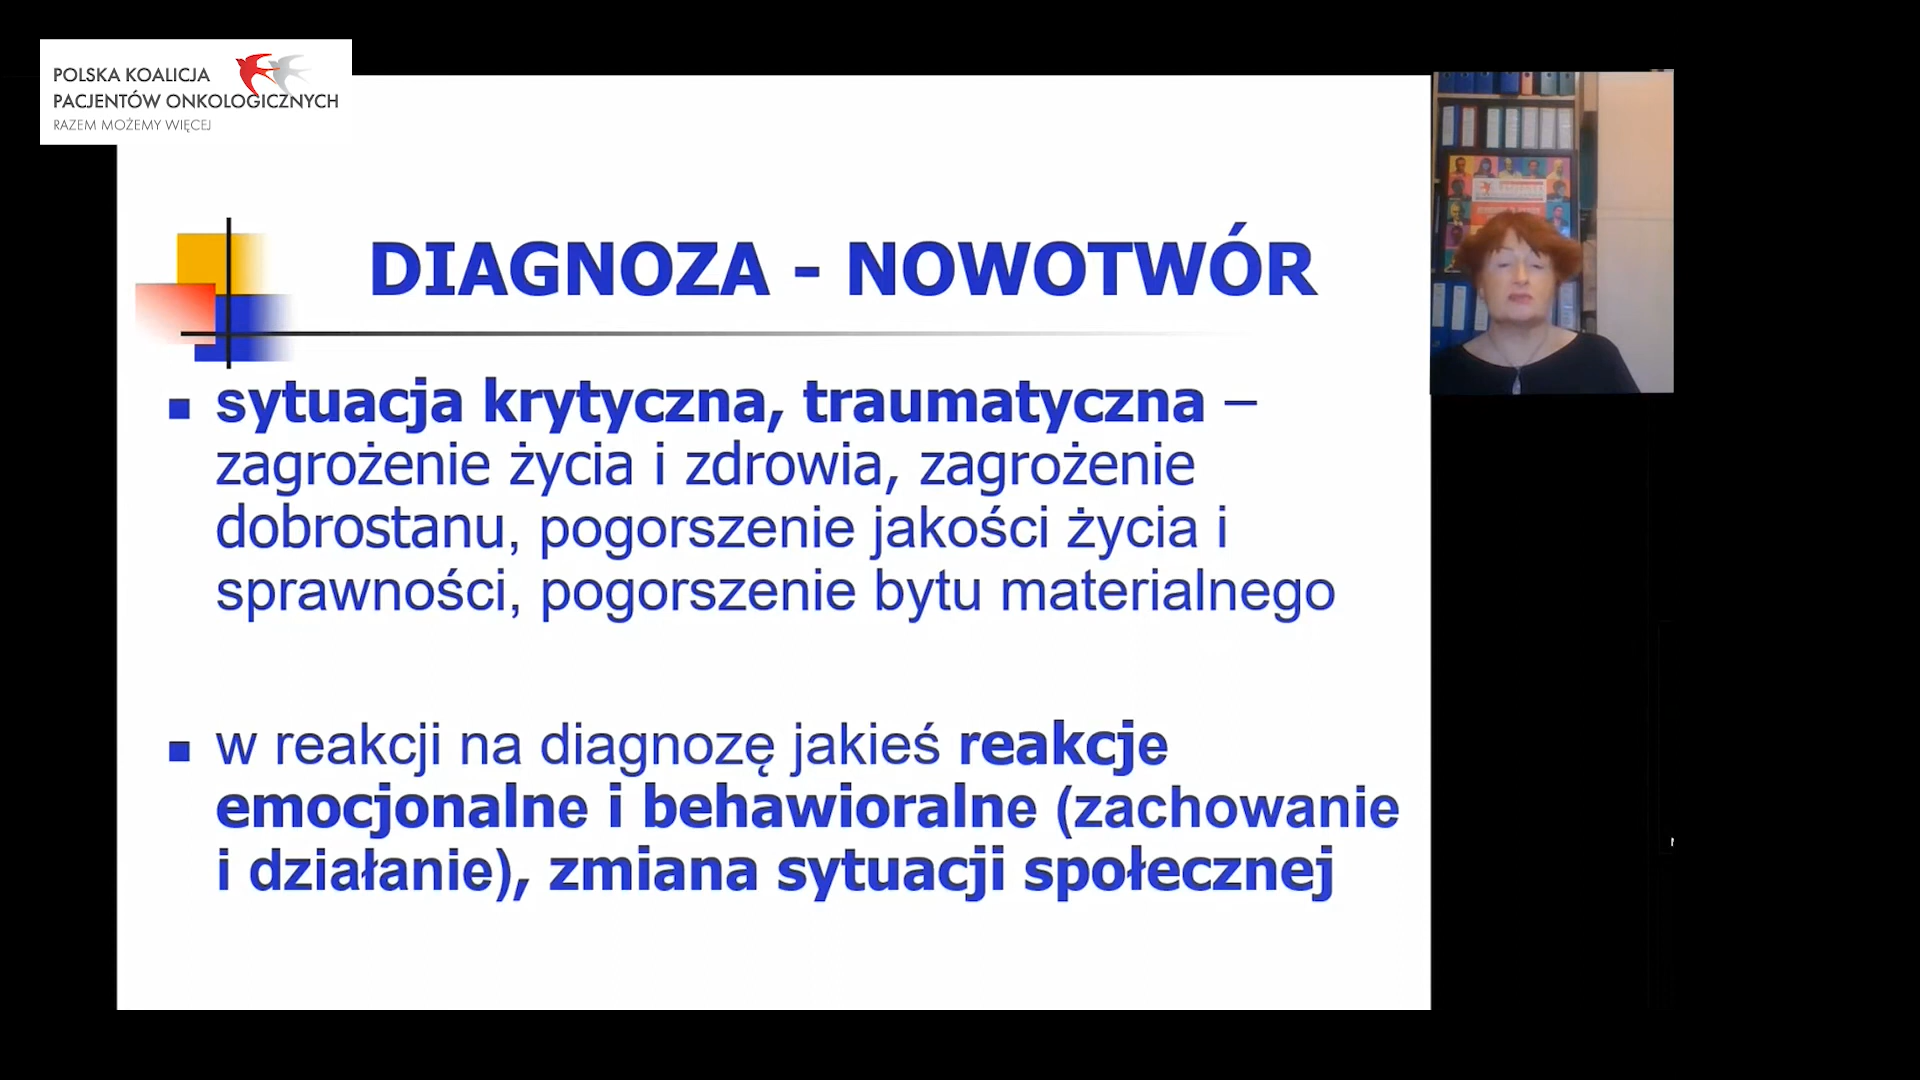 POLSKA KOALICJA
PACJENTÓW ONKOLOGICZNYCH
RAZEM MOŻEMY WIĘCEJ
DIAGNOZA - NOWOTWÓR
sytuacja krytyczna, traumatyczna –
zagrożenie życia i zdrowia, zagrożenie
dobrostanu, pogorszenie jakości życia i
sprawności, pogorszenie bytu materialnego
w reakcji na diagnozę jakieś reakcje
emocjonalne i behawioralne (zachowanie
i działanie), zmiana sytuacji społecznej